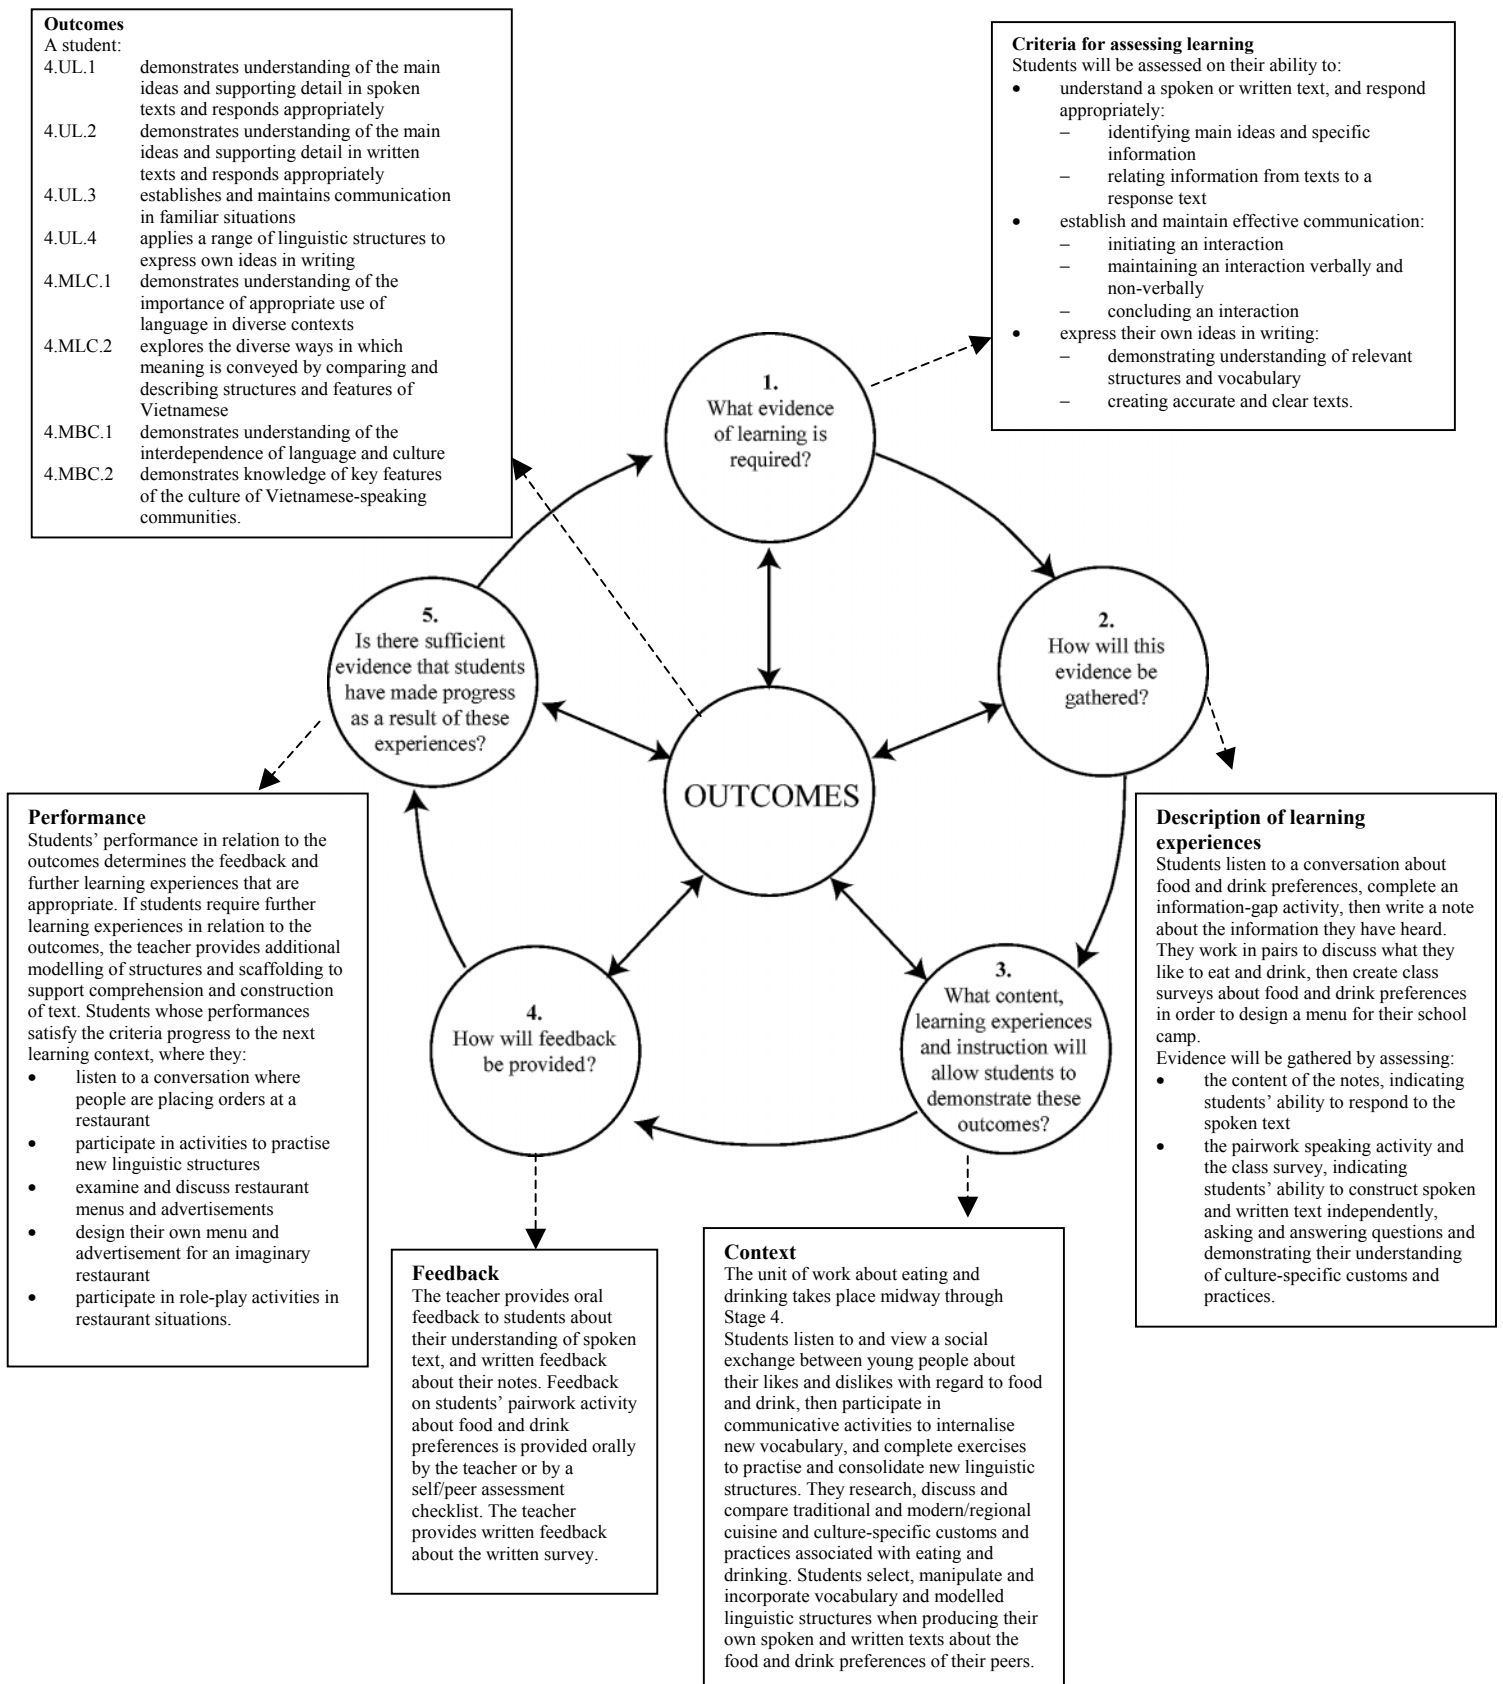 Outcomes
A student:
4.UL.1 demonstrates understanding of the main
ideas and supporting detail in spoken
texts and responds appropriately
4.UL.2 demonstrates understanding of the main
ideas and supporting detail in written
texts and responds appropriately
4.UL.3 establishes and maintains communication
in familiar situations
4.UL.4 applies a range of linguistic structures to
express own ideas in writing
4.MLC.1 demonstrates understanding of the
importance of appropriate use of
language in diverse contexts
4.MLC.2 explores the diverse ways in which
meaning is conveyed by comparing and
describing structures and features of
Vietnamese
4.MBC.1 demonstrates understanding of the
interdependence of language and culture
4.MBC.2 demonstrates knowledge of key features
of the culture of Vietnamese-speaking
communities.
Criteria for assessing learning
Students will be assessed on their ability to:
• understand a spoken or written text, and respond
appropriately:
– identifying main ideas and specific
information
– relating information from texts to a
response text
• establish and maintain effective communication:
– initiating an interaction
– maintaining an interaction verbally and
non-verbally
– concluding an interaction
• express their own ideas in writing:
– demonstrating understanding of relevant
structures and vocabulary
– creating accurate and clear texts.
1.
What evidence
of learning is
required?
2.
How will this
evidence be
gathered?
5.
Is there sufficient
evidence that students
have made progress
as a result of these
experiences?
OUTCOMES
4.
How will feedback
be provided?
3.
What content,
learning experiences
and instruction will
allow students to
demonstrate these
outcomes?
Performance
Students' performance in relation to the
outcomes determines the feedback and
further learning experiences that are
appropriate. If students require further
learning experiences in relation to the
outcomes, the teacher provides additional
modelling of structures and scaffolding to
support comprehension and construction
of text. Students whose performances
satisfy the criteria progress to the next
learning context, where they:
• listen to a conversation where
people are placing orders at a
restaurant
• participate in activities to practise
new linguistic structures
• examine and discuss restaurant
menus and advertisements
• design their own menu and
advertisement for an imaginary
restaurant
• participate in role-play activities in
restaurant situations.
Feedback
The teacher provides oral
feedback to students about
their understanding of spoken
text, and written feedback
about their notes. Feedback
on students' pairwork activity
about food and drink
preferences is provided orally
by the teacher or by a
self/peer assessment
checklist. The teacher
provides written feedback
about the written survey.
Context
The unit of work about eating and
drinking takes place midway through
Stage 4.
Students listen to and view a social
exchange between young people about
their likes and dislikes with regard to food
and drink, then participate in
communicative activities to internalise
new vocabulary, and complete exercises
to practise and consolidate new linguistic
structures. They research, discuss and
compare traditional and modern/regional
cuisine and culture-specific customs and
practices associated with eating and
drinking. Students select, manipulate and
incorporate vocabulary and modelled
linguistic structures when producing their
own spoken and written texts about the
food and drink preferences of their peers.
Description of learning
experiences
Students listen to a conversation about
food and drink preferences, complete an
information-gap activity, then write a note
about the information they have heard.
They work in pairs to discuss what they
like to eat and drink, then create class
surveys about food and drink preferences
in order to design a menu for their school
camp.
Evidence will be gathered by assessing:
• the content of the notes, indicating
students' ability to respond to the
spoken text
• the pairwork speaking activity and
the class survey, indicating
students' ability to construct spoken
and written text independently,
asking and answering questions and
demonstrating their understanding
of culture-specific customs and
practices.